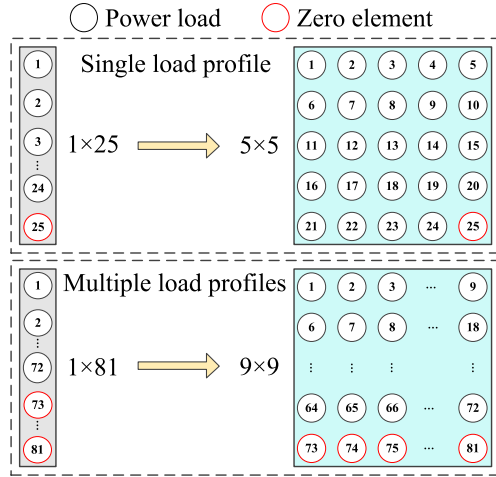 Power load Zero element
Single load profile
1
2
3
⋮
24
25
1×25
5×5
1 2 3 4 5
6 7 8 9 10
11 12 13 14 15
16 17 18 19 20
21 22 23 24 25
Multiple load profiles
1
2
⋮
72
73
⋮
81
1×81
9×9
1 2 3 ··· 9
6 7 8 ··· 18
⋮ ⋮ ⋮ ⋮
64 65 66 ··· 72
73 74 75 ··· 81